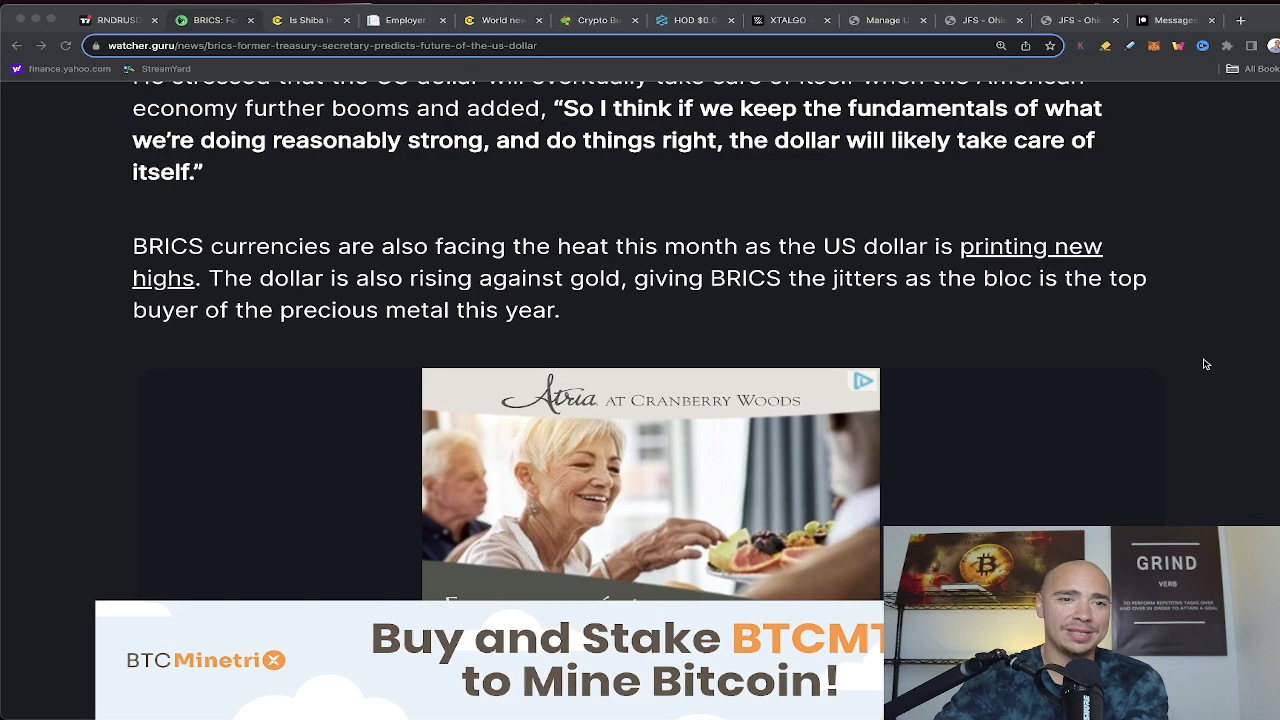 RNDRUSD
BRICS: Fo
Is Shiba In
Employer
World new
Crypto Bu
HOD $0.0
XTALGO
Manage U
JFS - Ohio
JFS - Ohio
Messages
watcher.guru/news/brics-former-treasury-secretary-predicts-future-of-the-us-dollar
finance.yahoo.com
StreamYard
All Book
He stressed that the US dollar will eventually take care of itself when the American
economy further booms and added, “So I think if we keep the fundamentals of what
we’re doing reasonably strong, and do things right, the dollar will likely take care of
itself.”
BRICS currencies are also facing the heat this month as the US dollar is printing new
highs. The dollar is also rising against gold, giving BRICS the jitters as the bloc is the top
buyer of the precious metal this year.
Atria AT CRANBERRY WOODS
BTCMinetriX
Buy and Stake BTCMT
to Mine Bitcoin!
GRIND
VERB
TO PERFORM REPETITIVE TASKS OVER
AND OVER IN ORDER TO ATTAIN A GOAL